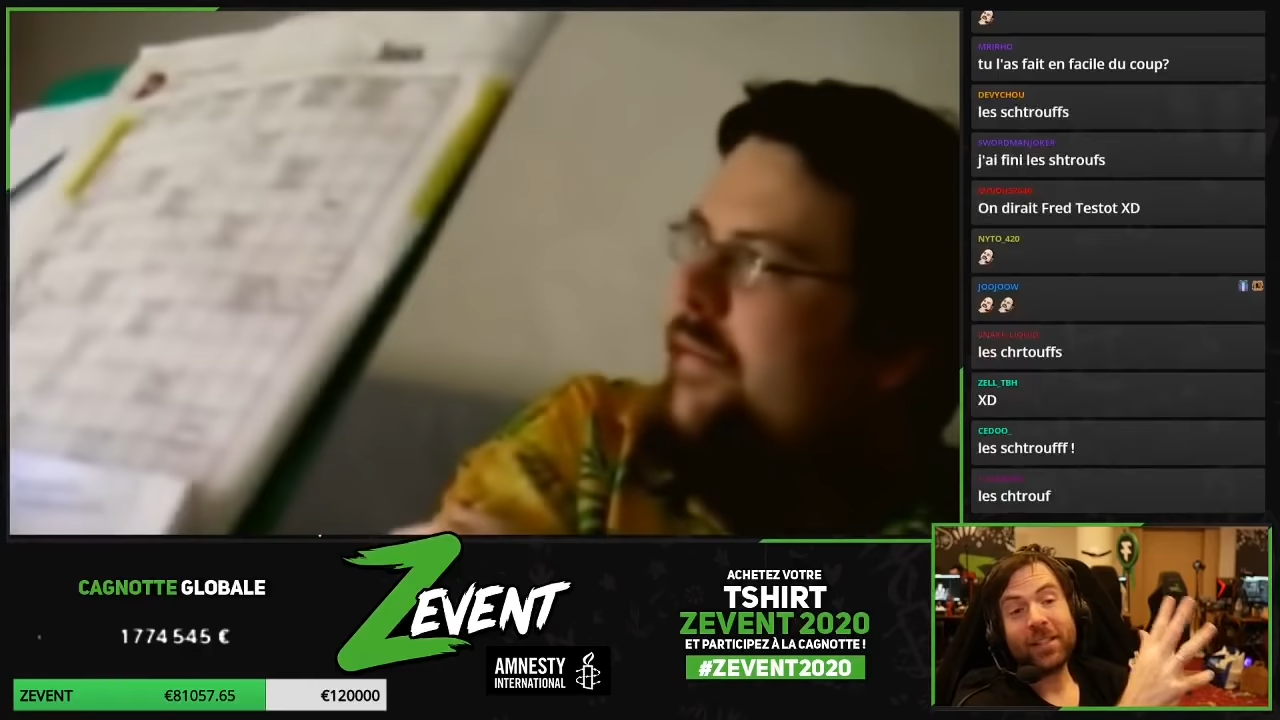 MRIRHO
tu l'as fait en facile du coup?
DEVYCHOU
les schtrouffs
SWORDMANJOKER
j'ai fini les shtroufs
On dirait Fred Testot XD
NYTO_420
JOOJOOW
les chrtouffs
ZELL_TBH
XD
CEDOO_
les schtroufff !
les chtrouf
CAGNOTTE GLOBALE
1 774 545 €
ZEVENT €81057.65 €120000
ZEVENT
AMNESTY
INTERNATIONAL
ACHETEZ VOTRE
TSHIRT
ZEVENT 2020
ET PARTICIPEZ À LA CAGNOTTE !
#ZEVENT2020